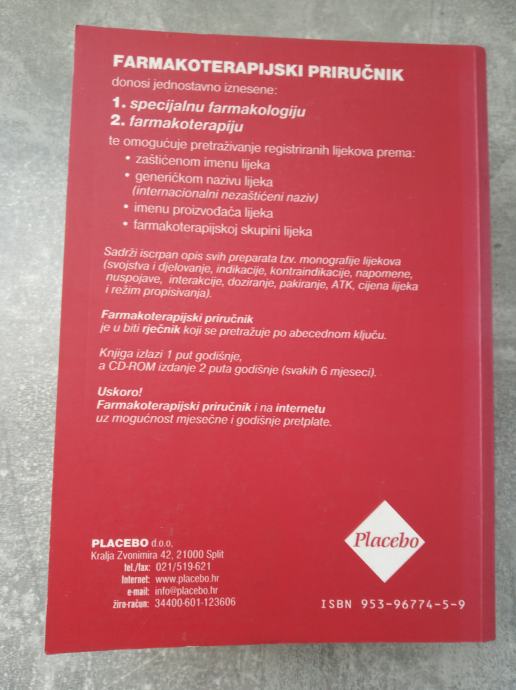 FARMAKOTERAPIJSKI PRIRUČNIK
donosi jednostavno iznesene:
1. specijalnu farmakologiju
2. farmakoterapiju
te omogućuje pretraživanje registriranih lijekova prema:
• zaštićenom imenu lijeka
• generičkom nazivu lijeka
(internacionalni nezaštićeni naziv)
• imenu proizvođača lijeka
• farmakoterapijskoj skupini lijeka
Sadrži iscrpan opis svih preparata tzv. monografije lijekova
(svojstva i djelovanje, indikacije, kontraindikacije, napomene,
nuspojave, interakcije, doziranje, pakiranje, ATK, cijena lijeka
i režim propisivanja).
Farmakoterapijski priručnik
je u biti rječnik koji se pretražuje po abecednom ključu.
Knjiga izlazi 1 put godišnje,
a CD-ROM izdanje 2 puta godišnje (svakih 6 mjeseci).
Uskoro!
Farmakoterapijski priručnik i na internetu
uz mogućnost mjesečne i godišnje pretplate.
PLACEBO d.o.o.
Kralja Zvonimira 42, 21000 Split
tel./fax: 021/519-621
Internet: www.placebo.hr
e-mail: info@placebo.hr
žiro-račun: 34400-601-123606
Placebo
ISBN 953-96774-5-9